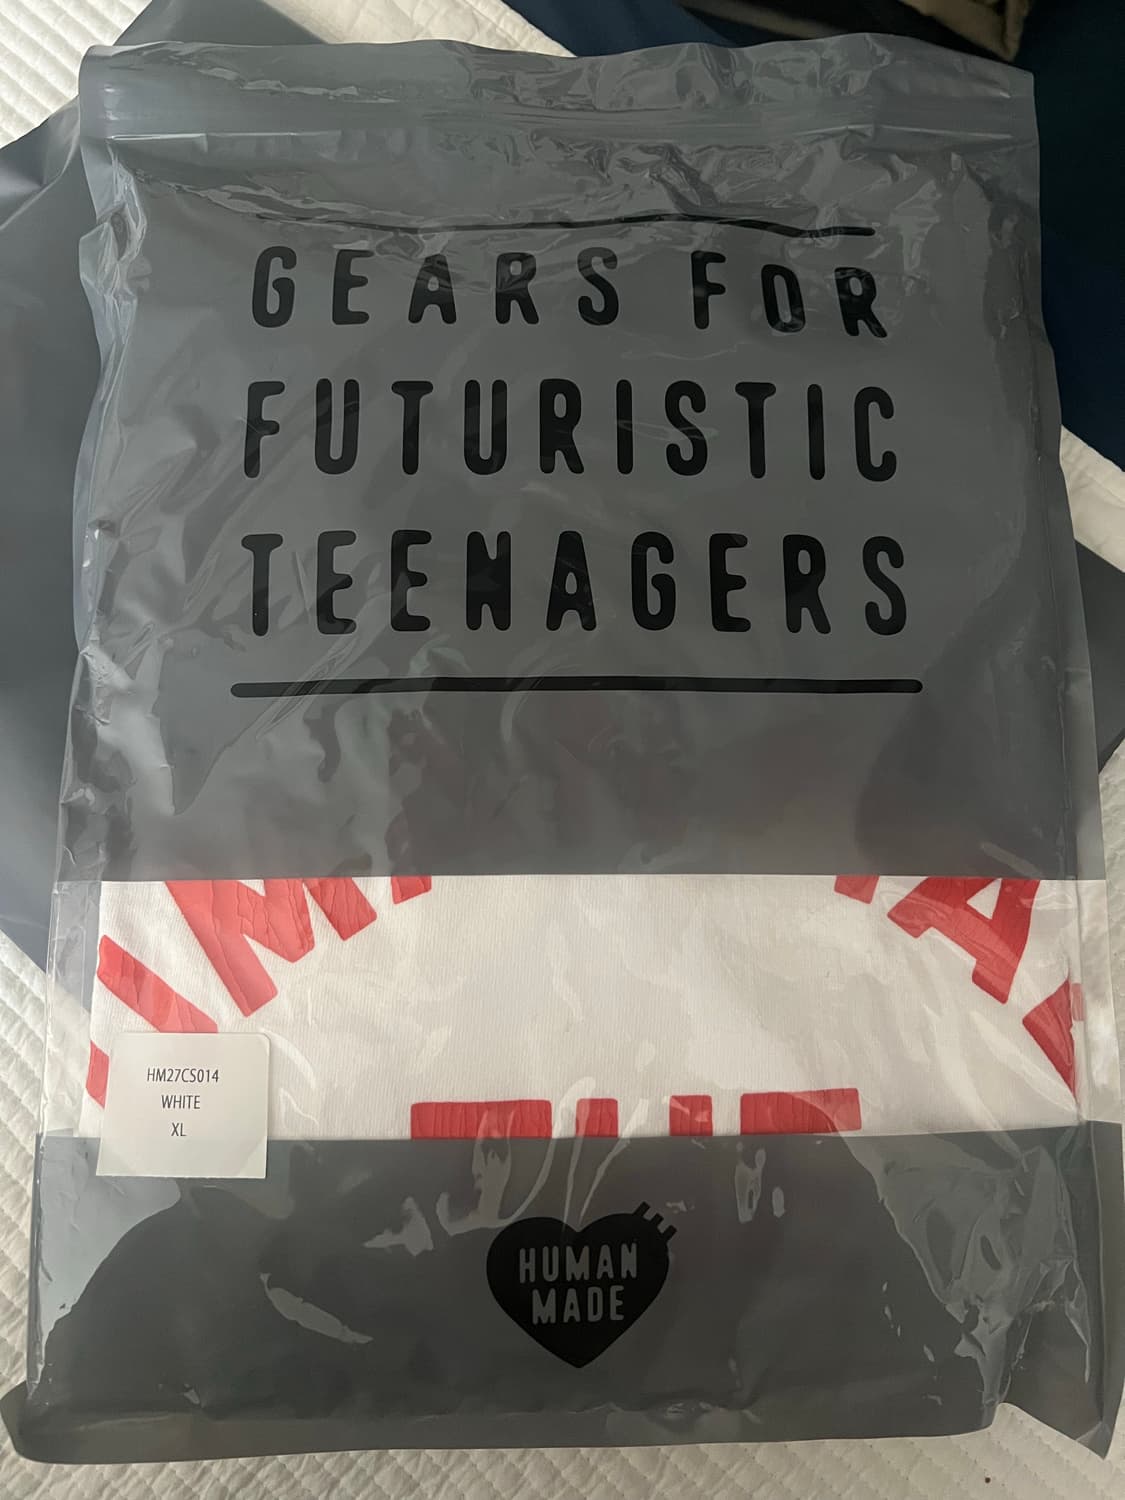 GEARS FOR
FUTURISTIC
TEENAGERS
HM27CS014
WHITE
XL
HUMAN
MADE